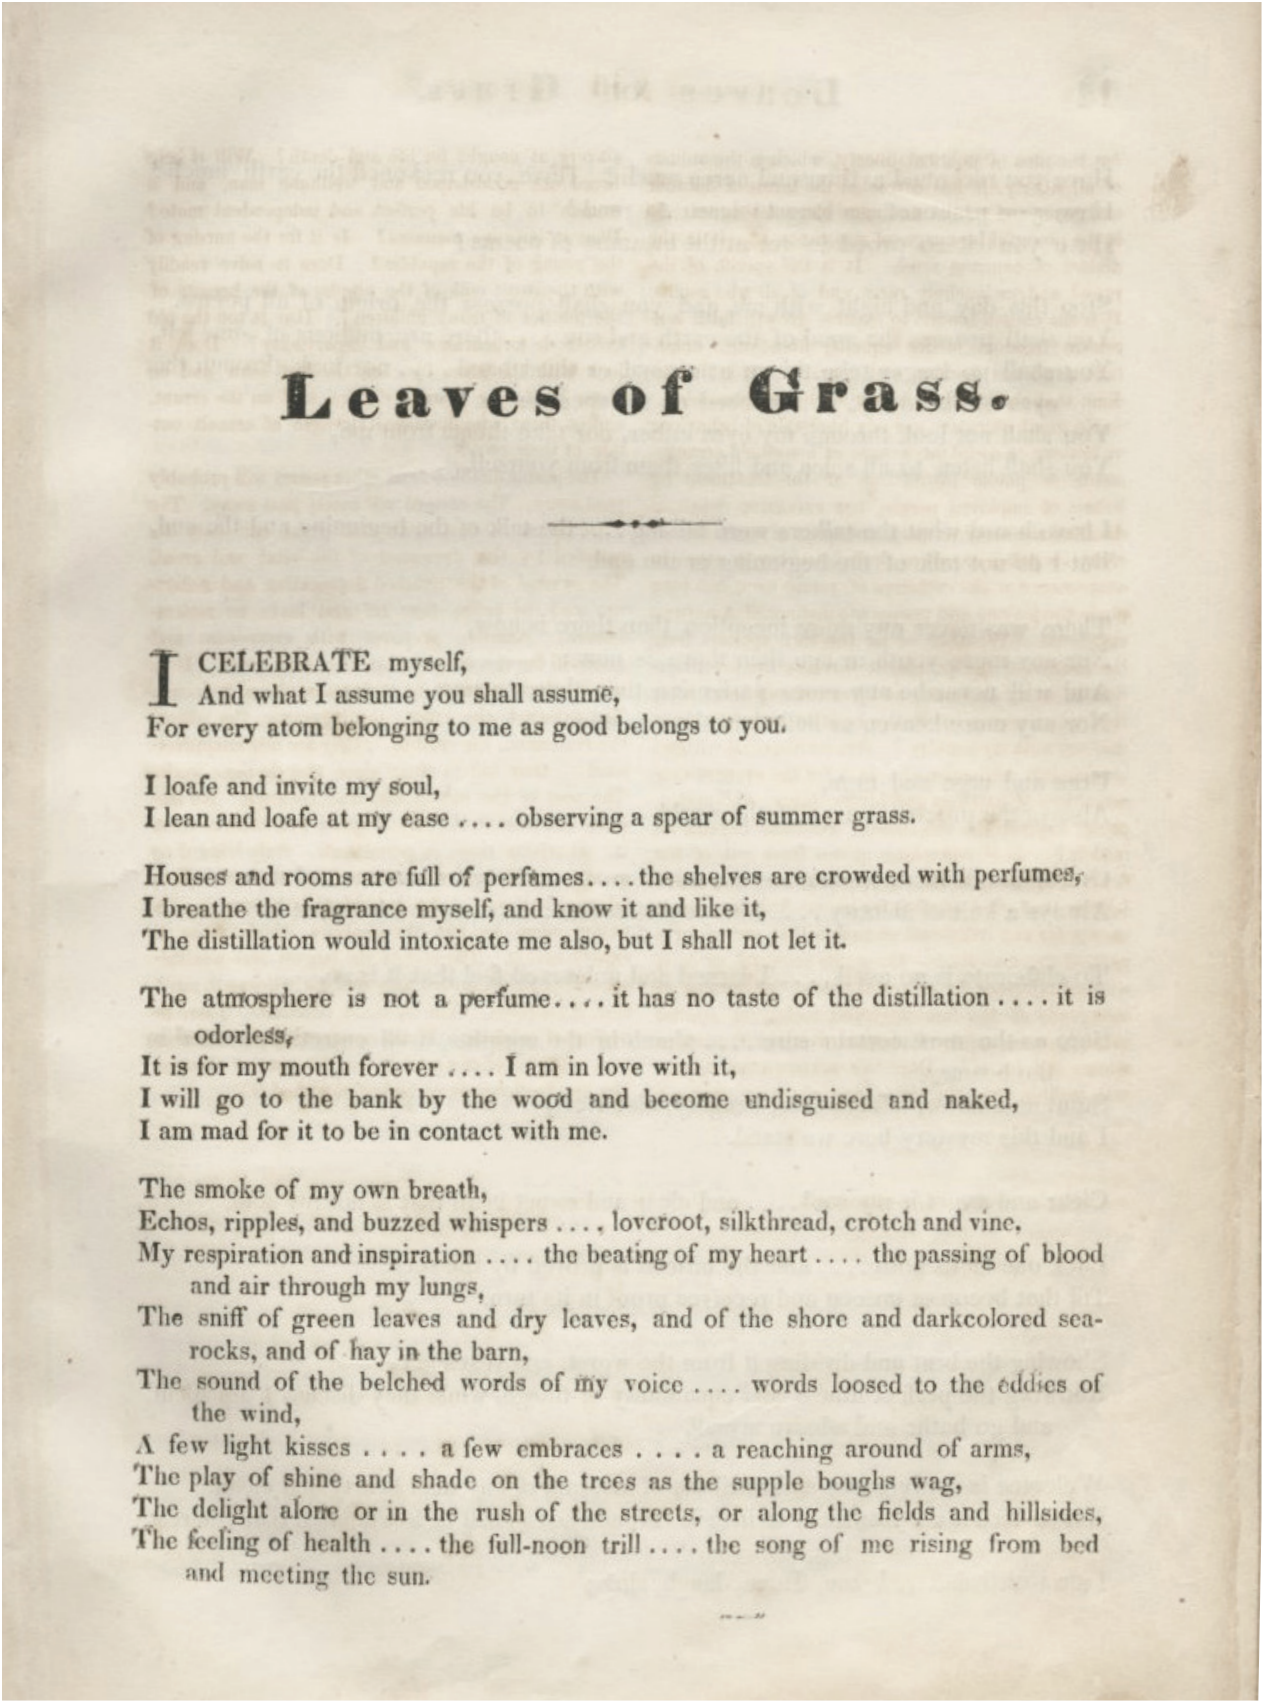 Leaves of Grass.
I CELEBRATE myself,
And what I assume you shall assume,
For every atom belonging to me as good belongs to you.
I loafe and invite my soul,
I lean and loafe at my ease .... observing a spear of summer grass.
Houses and rooms are full of perfumes.... the shelves are crowded with perfumes,
I breathe the fragrance myself, and know it and like it,
The distillation would intoxicate me also, but I shall not let it.
The atmosphere is not a perfume.... it has no taste of the distillation .... it is
odorless,
It is for my mouth forever .... I am in love with it,
I will go to the bank by the wood and become undisguised and naked,
I am mad for it to be in contact with me.
The smoke of my own breath,
Echos, ripples, and buzzed whispers .... loveroot, silkthread, crotch and vine,
My respiration and inspiration .... the beating of my heart .... the passing of blood
and air through my lungs,
The sniff of green leaves and dry leaves, and of the shore and darkcolored sea-
rocks, and of hay in the barn,
The sound of the belched words of my voice .... words loosed to the eddies of
the wind,
A few light kisses .... a few embraces .... a reaching around of arms,
The play of shine and shade on the trees as the supple boughs wag,
The delight alone or in the rush of the streets, or along the fields and hillsides,
The feeling of health .... the full-noon trill .... the song of me rising from bed
and meeting the sun.